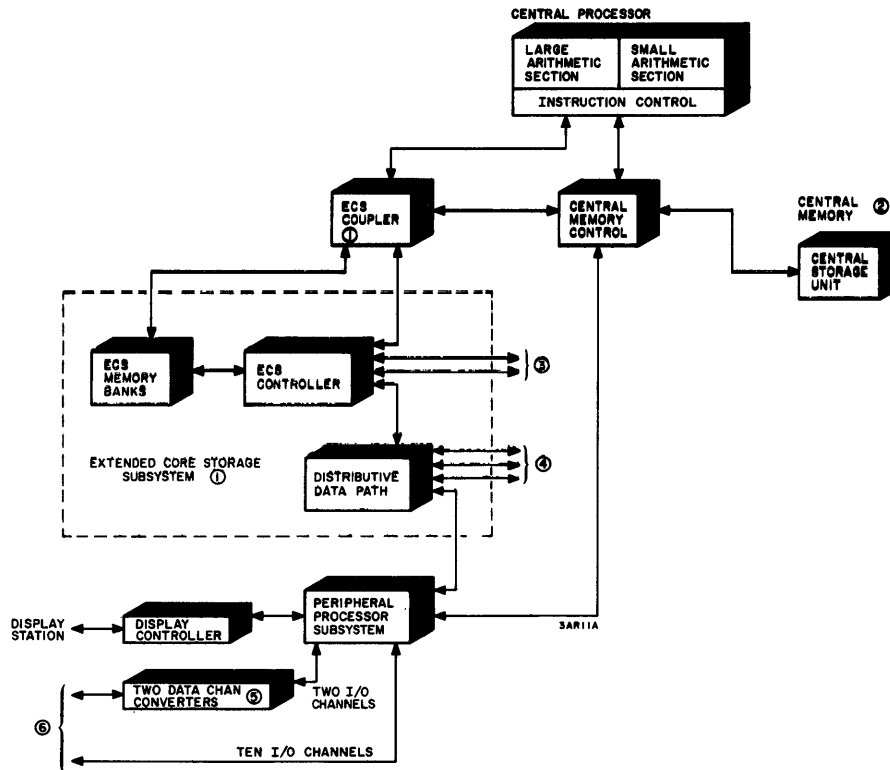 CENTRAL PROCESSOR
LARGE
ARITHMETIC
SECTION
SMALL
ARITHMETIC
SECTION
INSTRUCTION CONTROL
ECS
COUPLER
①
CENTRAL
MEMORY
CONTROL
CENTRAL ②
MEMORY
CENTRAL
STORAGE
UNIT
ECS
MEMORY
BANKS
ECS
CONTROLLER
③
EXTENDED CORE STORAGE
SUBSYSTEM ①
DISTRIBUTIVE
DATA PATH
④
DISPLAY
STATION
DISPLAY
CONTROLLER
PERIPHERAL
PROCESSOR
SUBSYSTEM
3AR11A
TWO DATA CHAN
CONVERTERS ⑤
TWO I/O
CHANNELS
⑥
TEN I/O CHANNELS